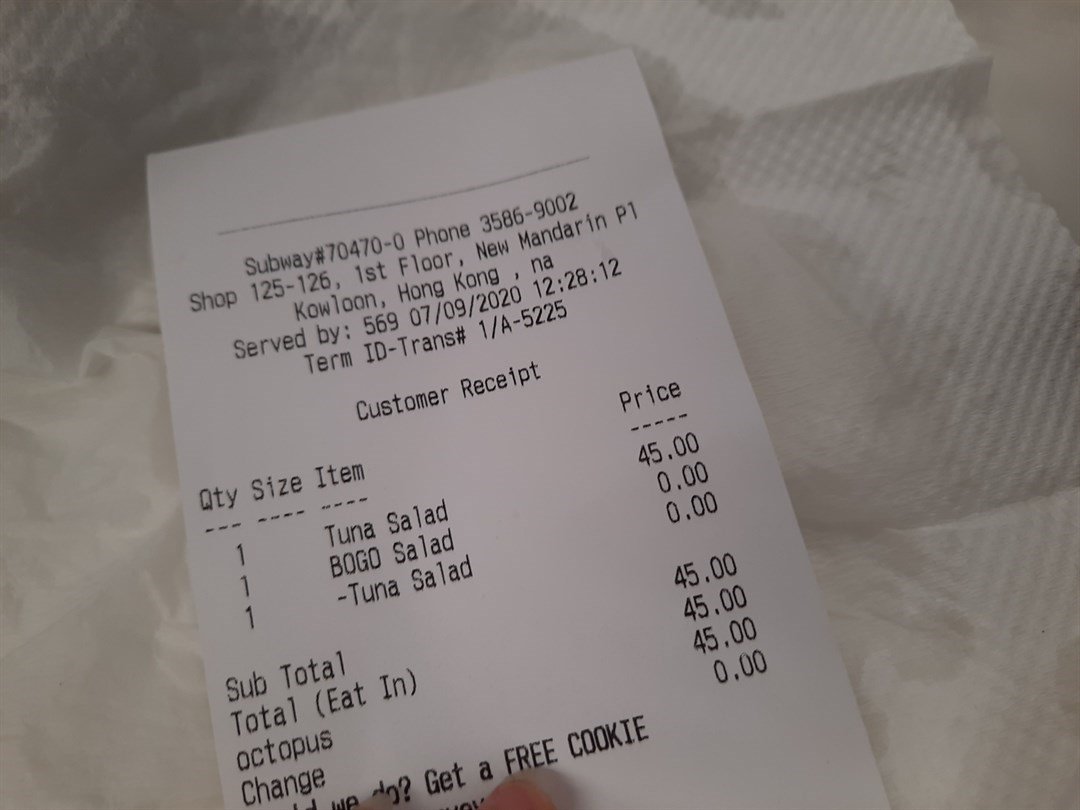 Subway#70470-0 Phone 3586-9002
Shop 125-126, 1st Floor, New Mandarin Pl
Kowloon, Hong Kong , na
Served by: 569 07/09/2020 12:28:12
Term ID-Trans# 1/A-5225
Customer Receipt
Qty Size Item Price
--- ---- ---- -----
1 Tuna Salad 45.00
1 BOGO Salad 0.00
1 -Tuna Salad 0.00
Sub Total 45.00
Total (Eat In) 45.00
octopus 45.00
Change 0.00
we do? Get a FREE COOKIE